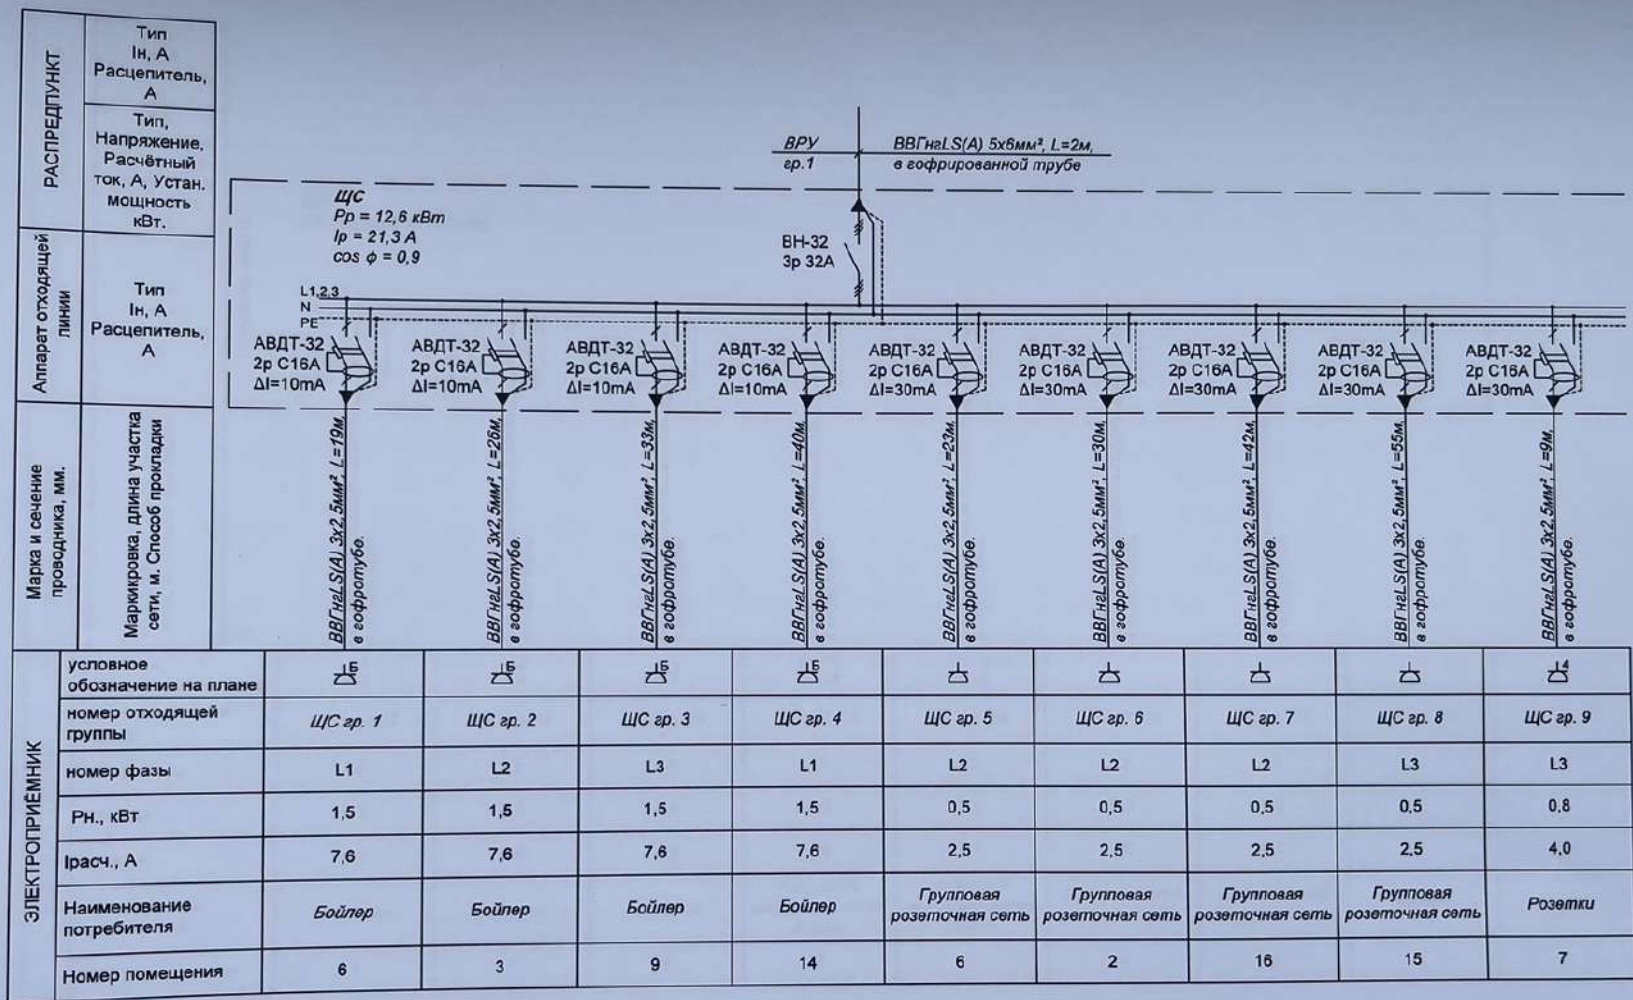 РАСПРЕДПУНКТ
Тип
Iн, А
Расцепитель,
А
Тип,
Напряжение,
Расчётный
ток, А, Устан.
мощность
кВт.
Аппарат отходящей
линии
Тип
Iн, А
Расцепитель,
А
Марка и сечение
проводника, мм.
Маркикровка, длина участка
сети, м. Способ прокладки
ВРУ
гр.1
ВВГнгLS(А) 5х6мм², L=2м,
в гофрированной трубе
ЩС
Рр = 12,6 кВт
Iр = 21,3 А
cos ϕ = 0,9
ВН-32
3р 32А
L1,2,3
N
PE
АВДТ-32
2р С16А
ΔI=10mA
АВДТ-32
2р С16А
ΔI=10mA
АВДТ-32
2р С16А
ΔI=10mA
АВДТ-32
2р С16А
ΔI=10mA
АВДТ-32
2р С16А
ΔI=30mA
АВДТ-32
2р С16А
ΔI=30mA
АВДТ-32
2р С16А
ΔI=30mA
АВДТ-32
2р С16А
ΔI=30mA
АВДТ-32
2р С16А
ΔI=30mA
ВВГнгLS(А) 3х2,5мм², L=19м,
в гофротубе.
ВВГнгLS(А) 3х2,5мм², L=26м,
в гофротубе.
ВВГнгLS(А) 3х2,5мм², L=33м,
в гофротубе.
ВВГнгLS(А) 3х2,5мм², L=40м,
в гофротубе.
ВВГнгLS(А) 3х2,5мм², L=23м,
в гофротубе.
ВВГнгLS(А) 3х2,5мм², L=30м,
в гофротубе.
ВВГнгLS(А) 3х2,5мм², L=42м,
в гофротубе.
ВВГнгLS(А) 3х2,5мм², L=55м,
в гофротубе.
ВВГнгLS(А) 3х2,5мм², L=9м,
в гофротубе.
ЭЛЕКТРОПРИЁМНИК
условное
обозначение на плане
Б Б Б Б 4
номер отходящей
группы
ЩС гр. 1 ЩС гр. 2 ЩС гр. 3 ЩС гр. 4 ЩС гр. 5 ЩС гр. 6 ЩС гр. 7 ЩС гр. 8 ЩС гр. 9
номер фазы L1 L2 L3 L1 L2 L2 L2 L3 L3
Рн., кВт 1,5 1,5 1,5 1,5 0,5 0,5 0,5 0,5 0,8
Iрасч., А 7,6 7,6 7,6 7,6 2,5 2,5 2,5 2,5 4,0
Наименование
потребителя
Бойлер Бойлер Бойлер Бойлер
Групповая
розеточная сеть
Групповая
розеточная сеть
Групповая
розеточная сеть
Групповая
розеточная сеть
Розетки
Номер помещения 6 3 9 14 6 2 16 15 7